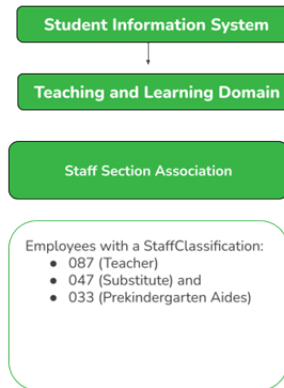 Student Information System
Teaching and Learning Domain
Staff Section Association
Employees with a StaffClassification:
● 087 (Teacher)
● 047 (Substitute) and
● 033 (Prekindergarten Aides)